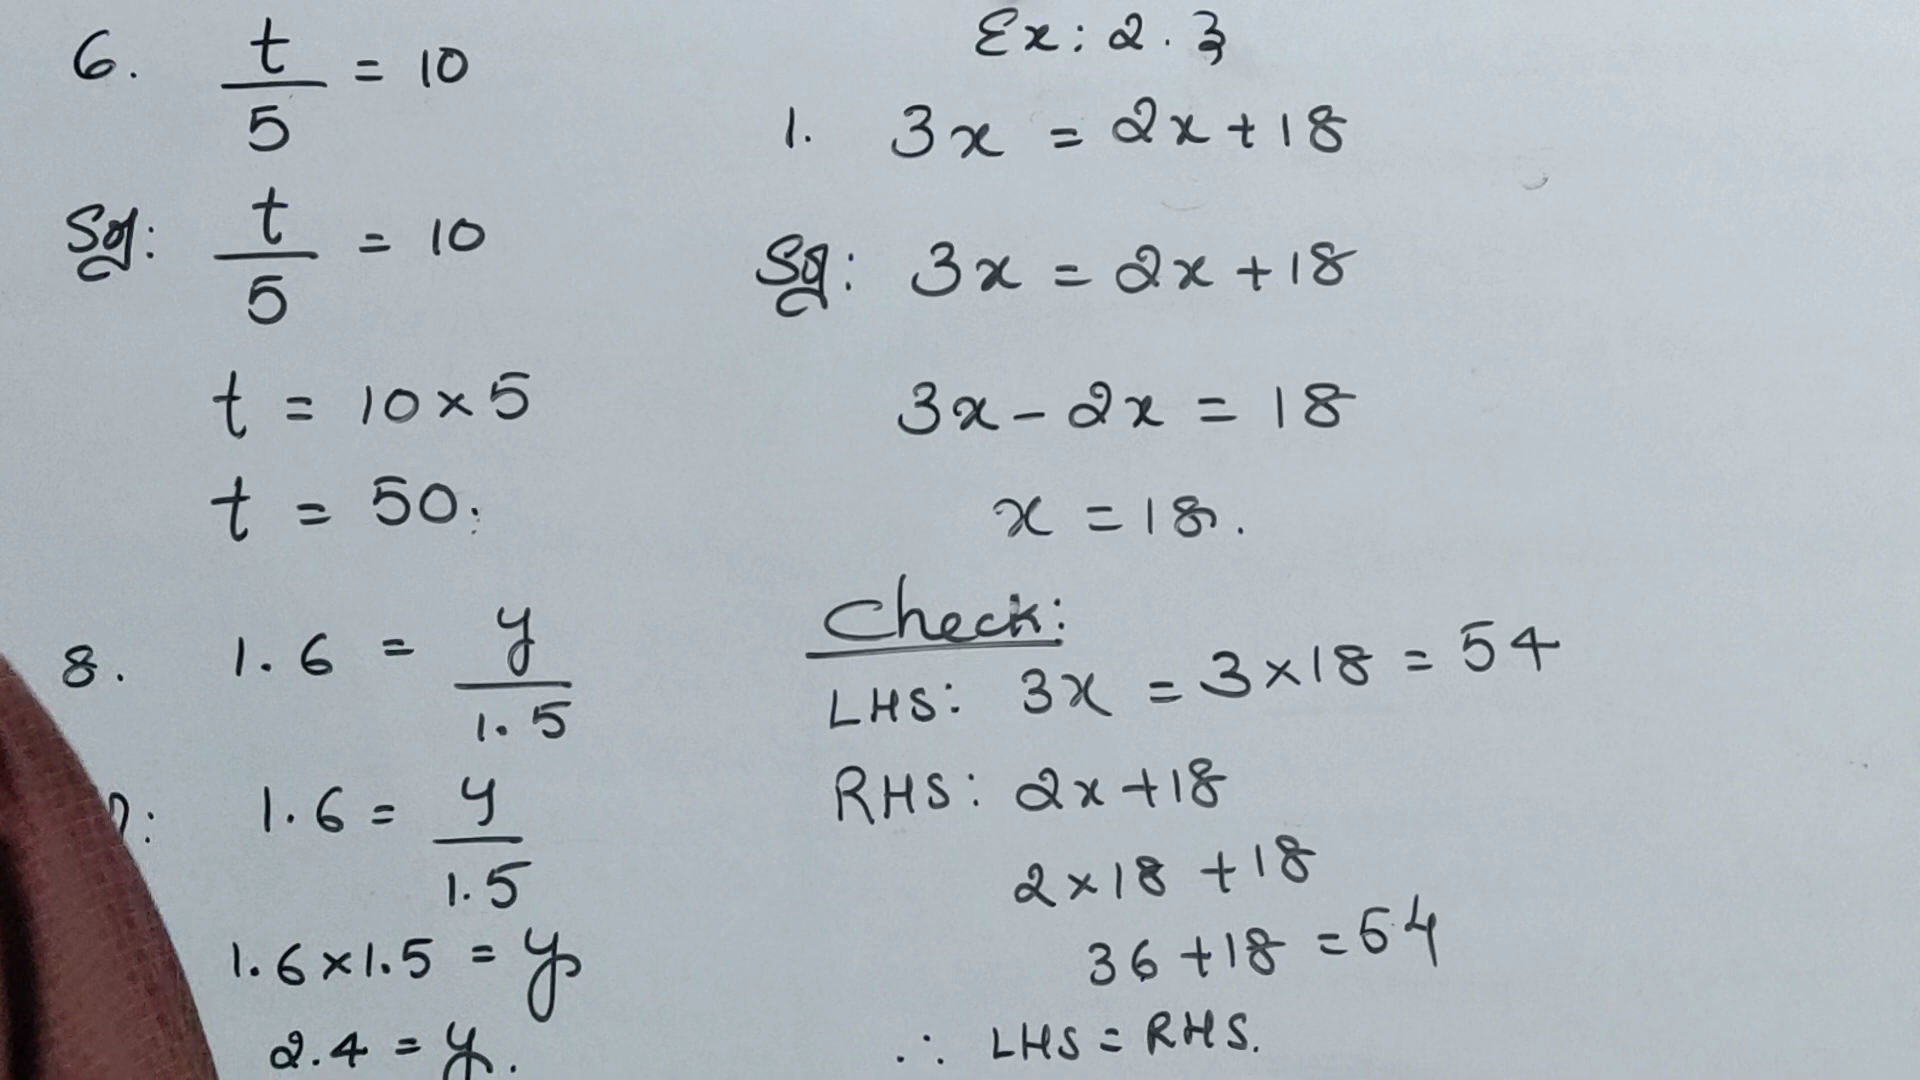 6. t/5 = 10
Sol: t/5 = 10
t = 10 × 5
t = 50.
8. 1.6 = y/1.5
1.6 = y/1.5
1.6 × 1.5 = y
2.4 = y.
Ex: 2.3
1. 3x = 2x + 18
Sol: 3x = 2x + 18
3x - 2x = 18
x = 18.
Check:
LHS: 3x = 3 × 18 = 54
RHS: 2x + 18
2 × 18 + 18
36 + 18 = 54
∴ LHS = RHS.